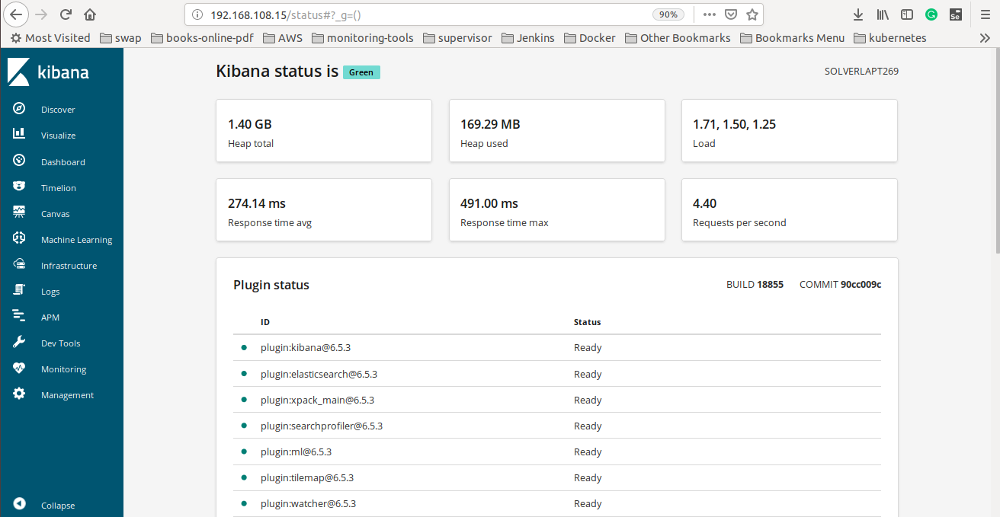 192.168.108.15/status#?_g=()
90%
Most Visited swap books-online-pdf AWS monitoring-tools supervisor Jenkins Docker Other Bookmarks Bookmarks Menu kubernetes
kibana
Discover
Visualize
Dashboard
Timelion
Canvas
Machine Learning
Infrastructure
Logs
APM
Dev Tools
Monitoring
Management
Collapse
Kibana status is Green
SOLVERLAPT269
1.40 GB
Heap total
169.29 MB
Heap used
1.71, 1.50, 1.25
Load
274.14 ms
Response time avg
491.00 ms
Response time max
4.40
Requests per second
Plugin status
BUILD 18855 COMMIT 90cc009c
ID Status
plugin:kibana@6.5.3 Ready
plugin:elasticsearch@6.5.3 Ready
plugin:xpack_main@6.5.3 Ready
plugin:searchprofiler@6.5.3 Ready
plugin:ml@6.5.3 Ready
plugin:tilemap@6.5.3 Ready
plugin:watcher@6.5.3 Ready